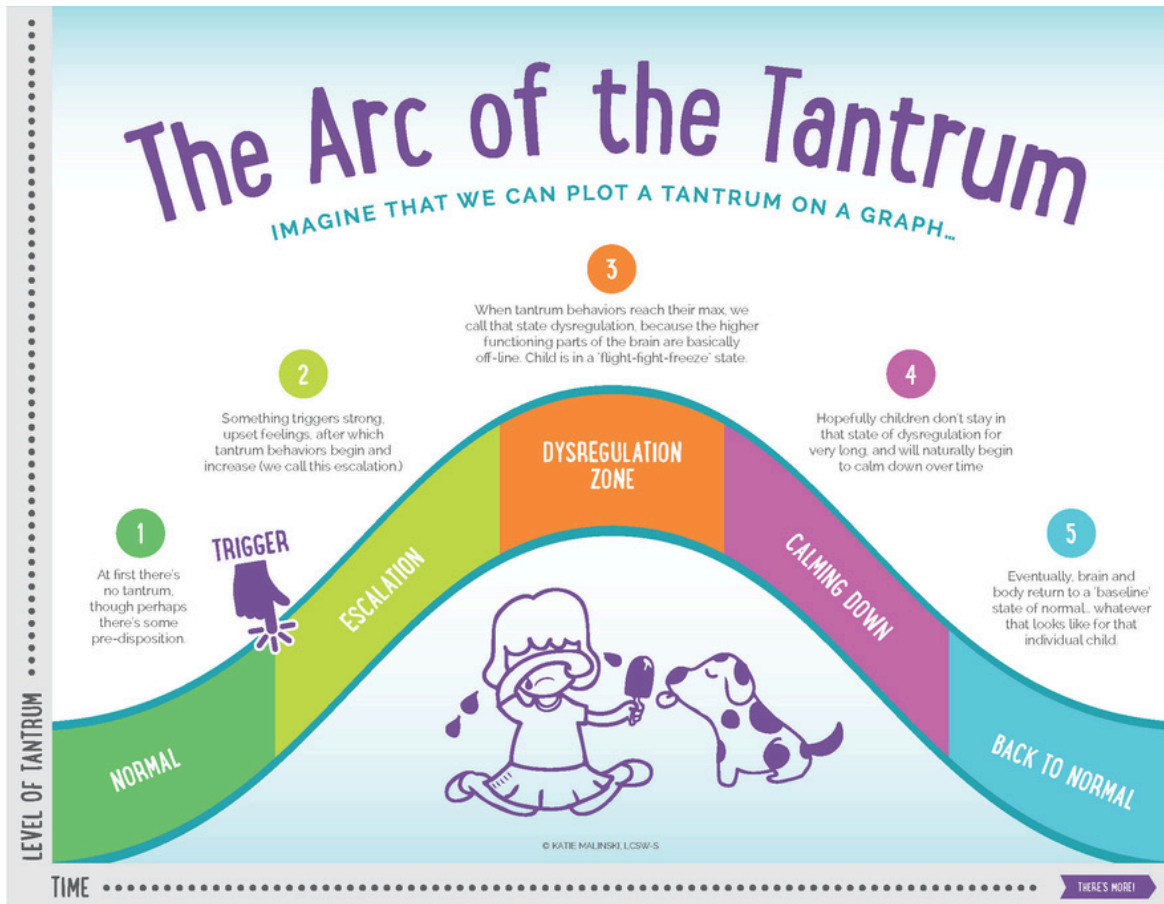 The Arc of the Tantrum
IMAGINE THAT WE CAN PLOT A TANTRUM ON A GRAPH...
1
At first there's
no tantrum,
though perhaps
there's some
pre-disposition.
TRIGGER
2
Something triggers strong,
upset feelings, after which
tantrum behaviors begin and
increase (we call this escalation.)
3
When tantrum behaviors reach their max, we
call that state dysregulation, because the higher
functioning parts of the brain are basically
off-line. Child is in a 'flight-fight-freeze' state.
4
Hopefully children don't stay in
that state of dysregulation for
very long, and will naturally begin
to calm down over time
5
Eventually, brain and
body return to a 'baseline'
state of normal... whatever
that looks like for that
individual child.
NORMAL
ESCALATION
DYSREGULATION
ZONE
CALMING DOWN
BACK TO NORMAL
© KATIE MALINSKI, LCSW-S
LEVEL OF TANTRUM
TIME
THERE'S MORE!